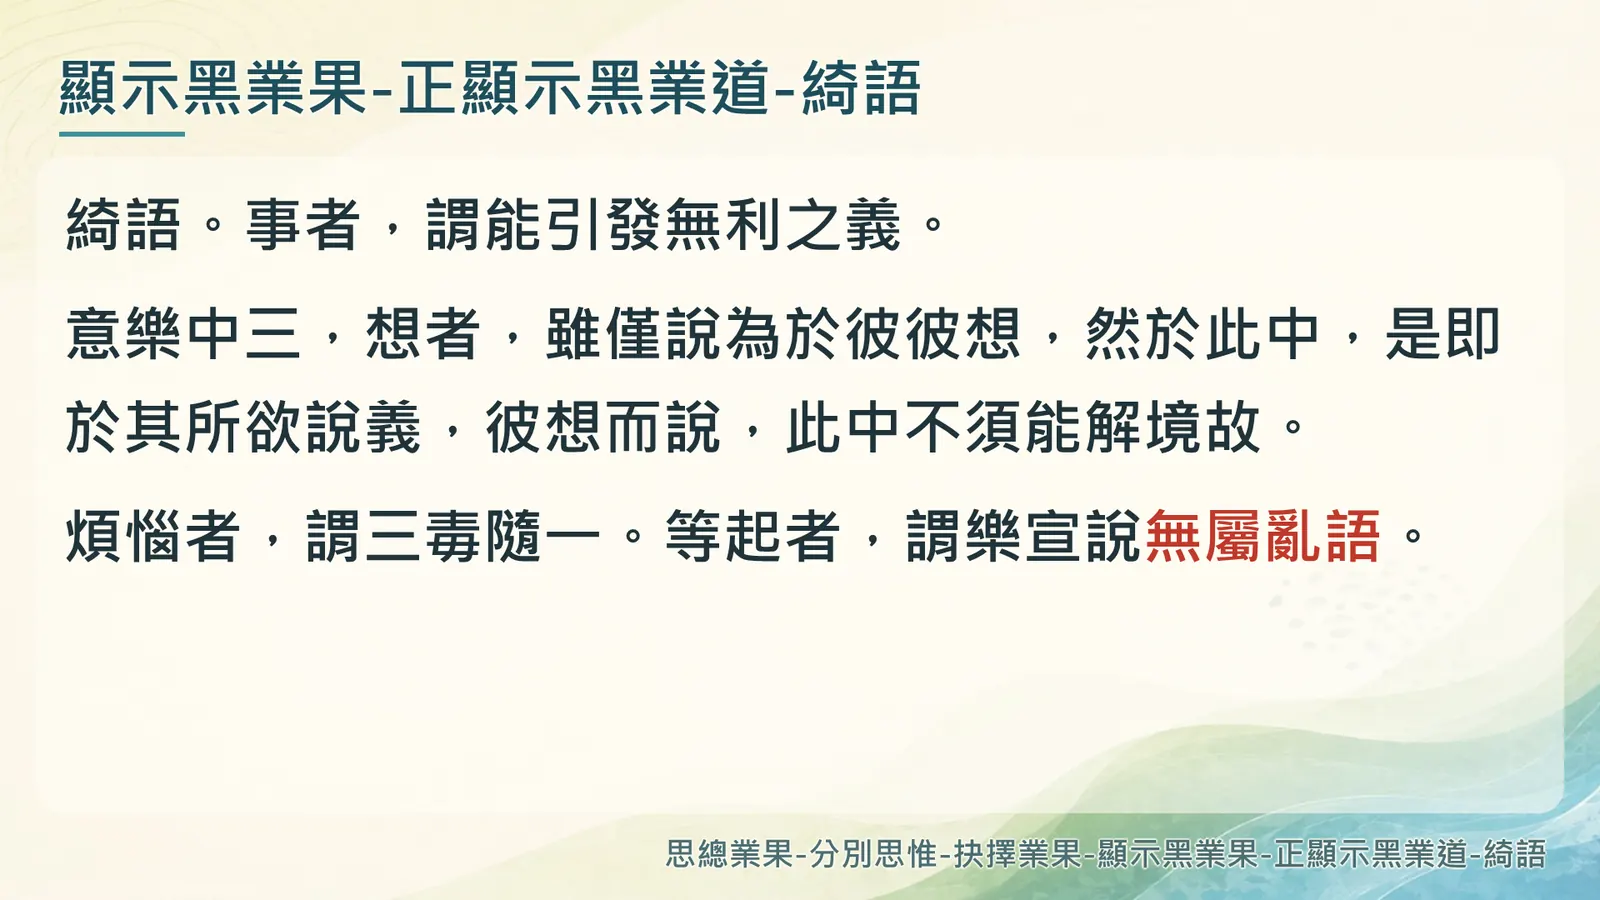 顯示黑業果-正顯示黑業道-綺語
綺語。事者，謂能引發無利之義。
意樂中三，想者，雖僅說為於彼彼想，然於此中，是即
於其所欲說義，彼想而說，此中不須能解境故。
煩惱者，謂三毒隨一。等起者，謂樂宣說無屬亂語。
思總業果-分別思惟-抉擇業果-顯示黑業果-正顯示黑業道-綺語